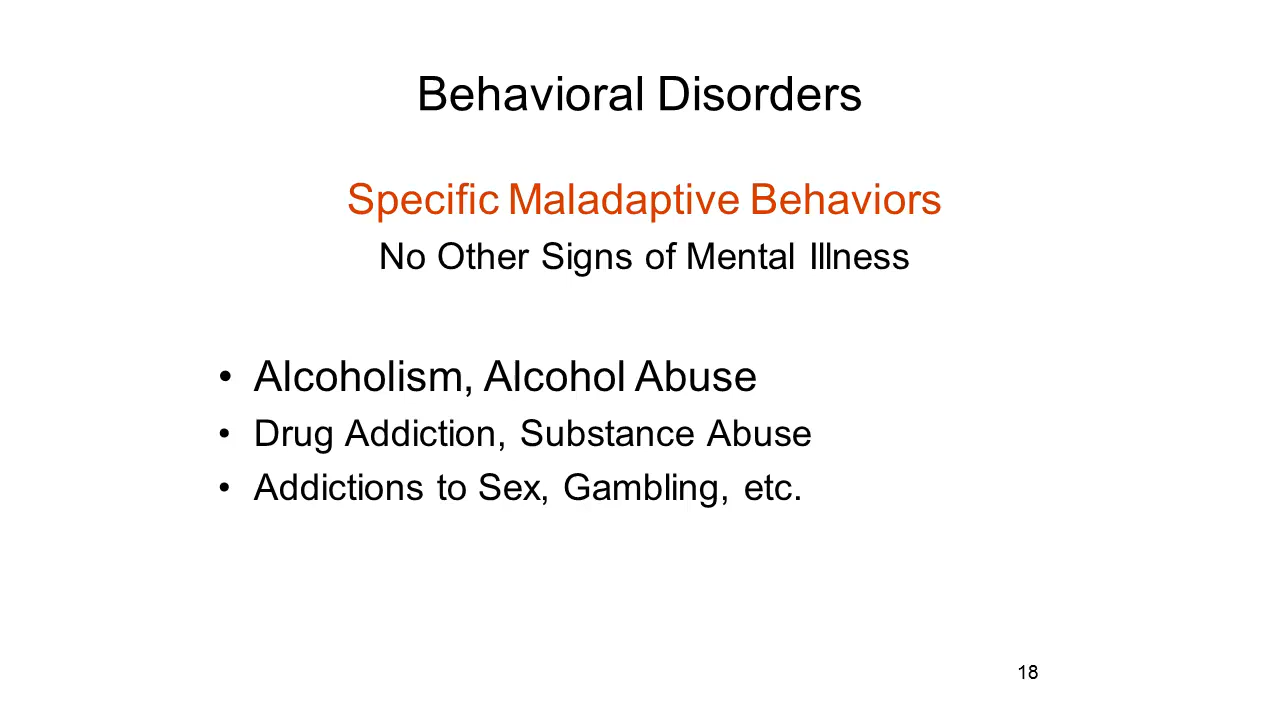 Behavioral Disorders
Specific Maladaptive Behaviors
No Other Signs of Mental Illness
• Alcoholism, Alcohol Abuse
• Drug Addiction, Substance Abuse
• Addictions to Sex, Gambling, etc.
18